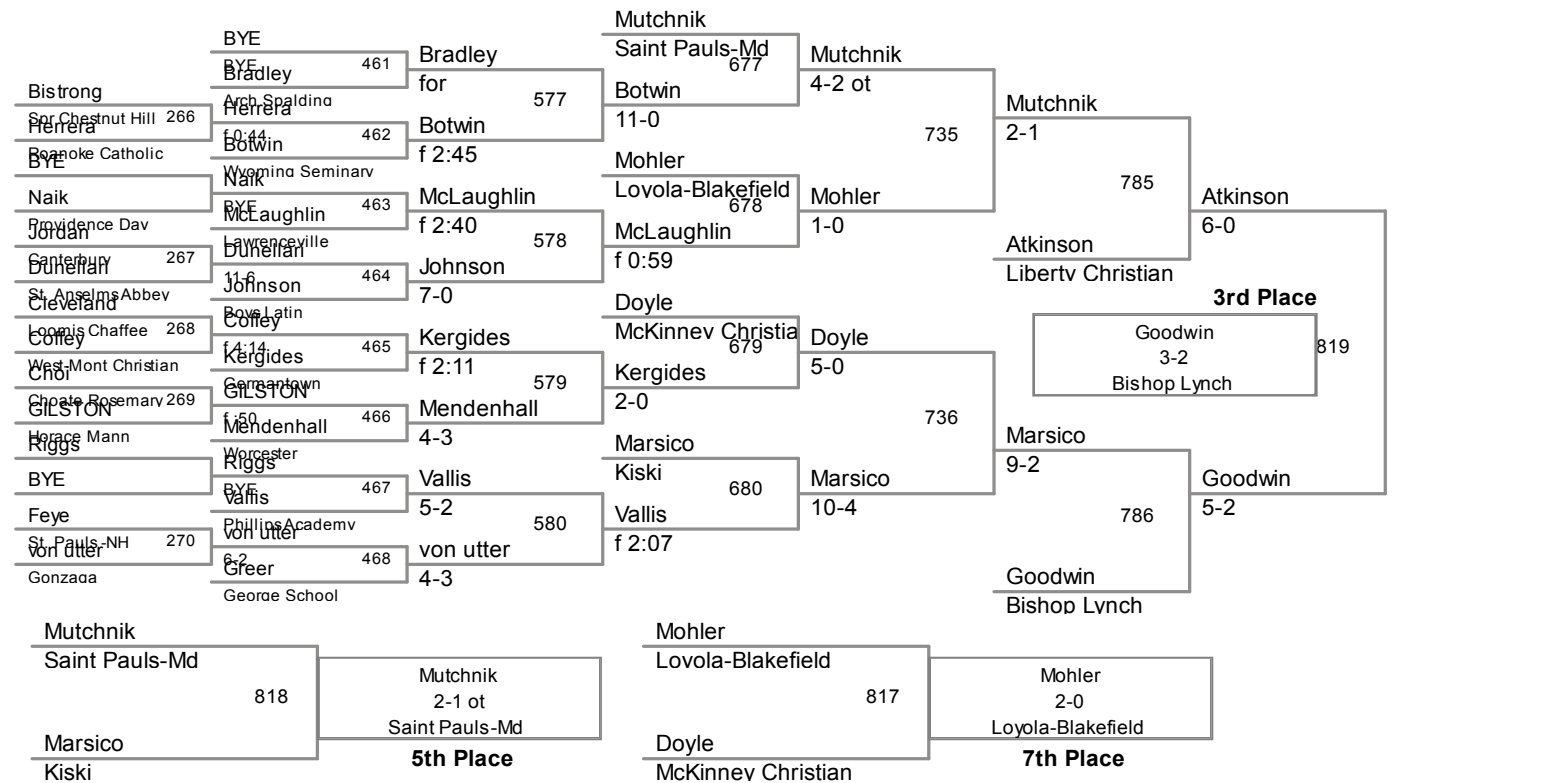 Bistrong
Spr Chestnut Hill 266
Herrera
Roanoke Catholic
BYE
Naik
Providence Day
Jordan
Canterbury 267
Dunellari
St. Anselms Abbey
Cleveland
Loomis Chaffee 268
Coffey
West-Mont Christian
Choi
Choate Rosemary 269
GILSTON
Horace Mann
Riggs
BYE
Feye
St. Pauls-NH 270
von utter
Gonzaga
BYE
BYE 461
Bradley
Arch Spalding
Herrera
f 0:44 462
Botwin
Wyoming Seminary
Naik
BYE 463
McLaughlin
Lawrenceville
Dunellari
11-6 464
Johnson
Boys Latin
Coffey
f 4:14 465
Kergides
Germantown
GILSTON
f :50 466
Mendenhall
Worcester
Riggs
BYE 467
Vallis
Phillips Academy
von utter
6-2 468
Greer
George School
Bradley
for
577
Botwin
f 2:45
McLaughlin
f 2:40
578
Johnson
7-0
Kergides
f 2:11
579
Mendenhall
4-3
Vallis
5-2
580
von utter
4-3
Mutchnik
Saint Pauls-Md
677
Botwin
11-0
Mohler
Loyola-Blakefield
678
McLaughlin
f 0:59
Doyle
McKinney Christia
679
Kergides
2-0
Marsico
Kiski
680
Vallis
f 2:07
Mutchnik
4-2 ot
735
Mohler
1-0
Doyle
5-0
736
Marsico
10-4
Mutchnik
2-1
785
Atkinson
Liberty Christian
Marsico
9-2
786
Goodwin
Bishop Lynch
Atkinson
6-0
Goodwin
5-2
3rd Place
Goodwin
3-2
Bishop Lynch
819
Mutchnik
Saint Pauls-Md
818
Marsico
Kiski
Mutchnik
2-1 ot
Saint Pauls-Md
5th Place
Mohler
Loyola-Blakefield
817
Doyle
McKinney Christian
Mohler
2-0
Loyola-Blakefield
7th Place